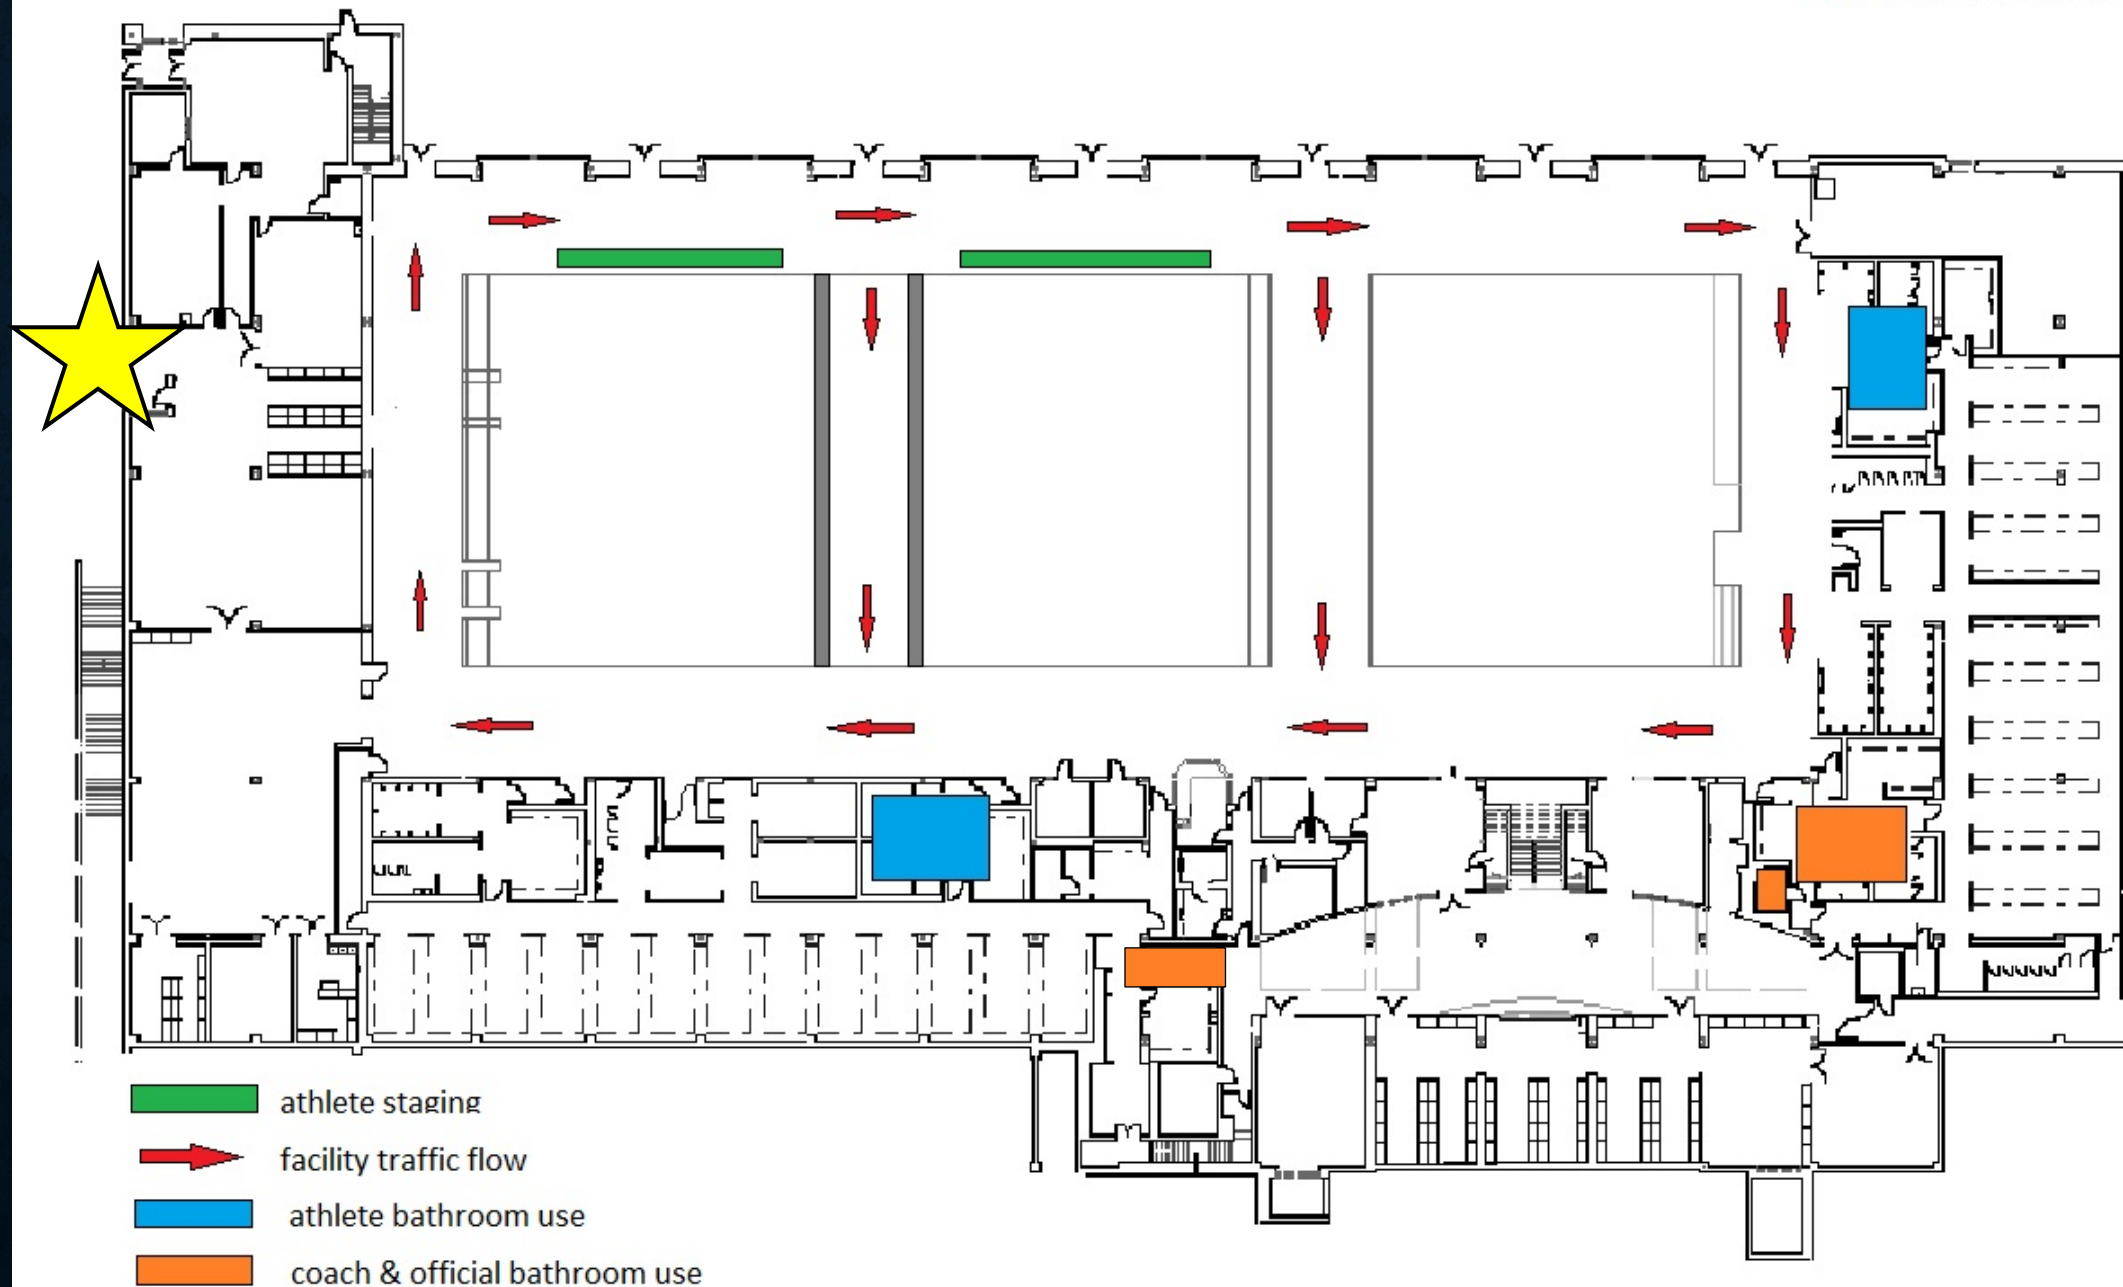 athlete staging
facility traffic flow
athlete bathroom use
coach & official bathroom use